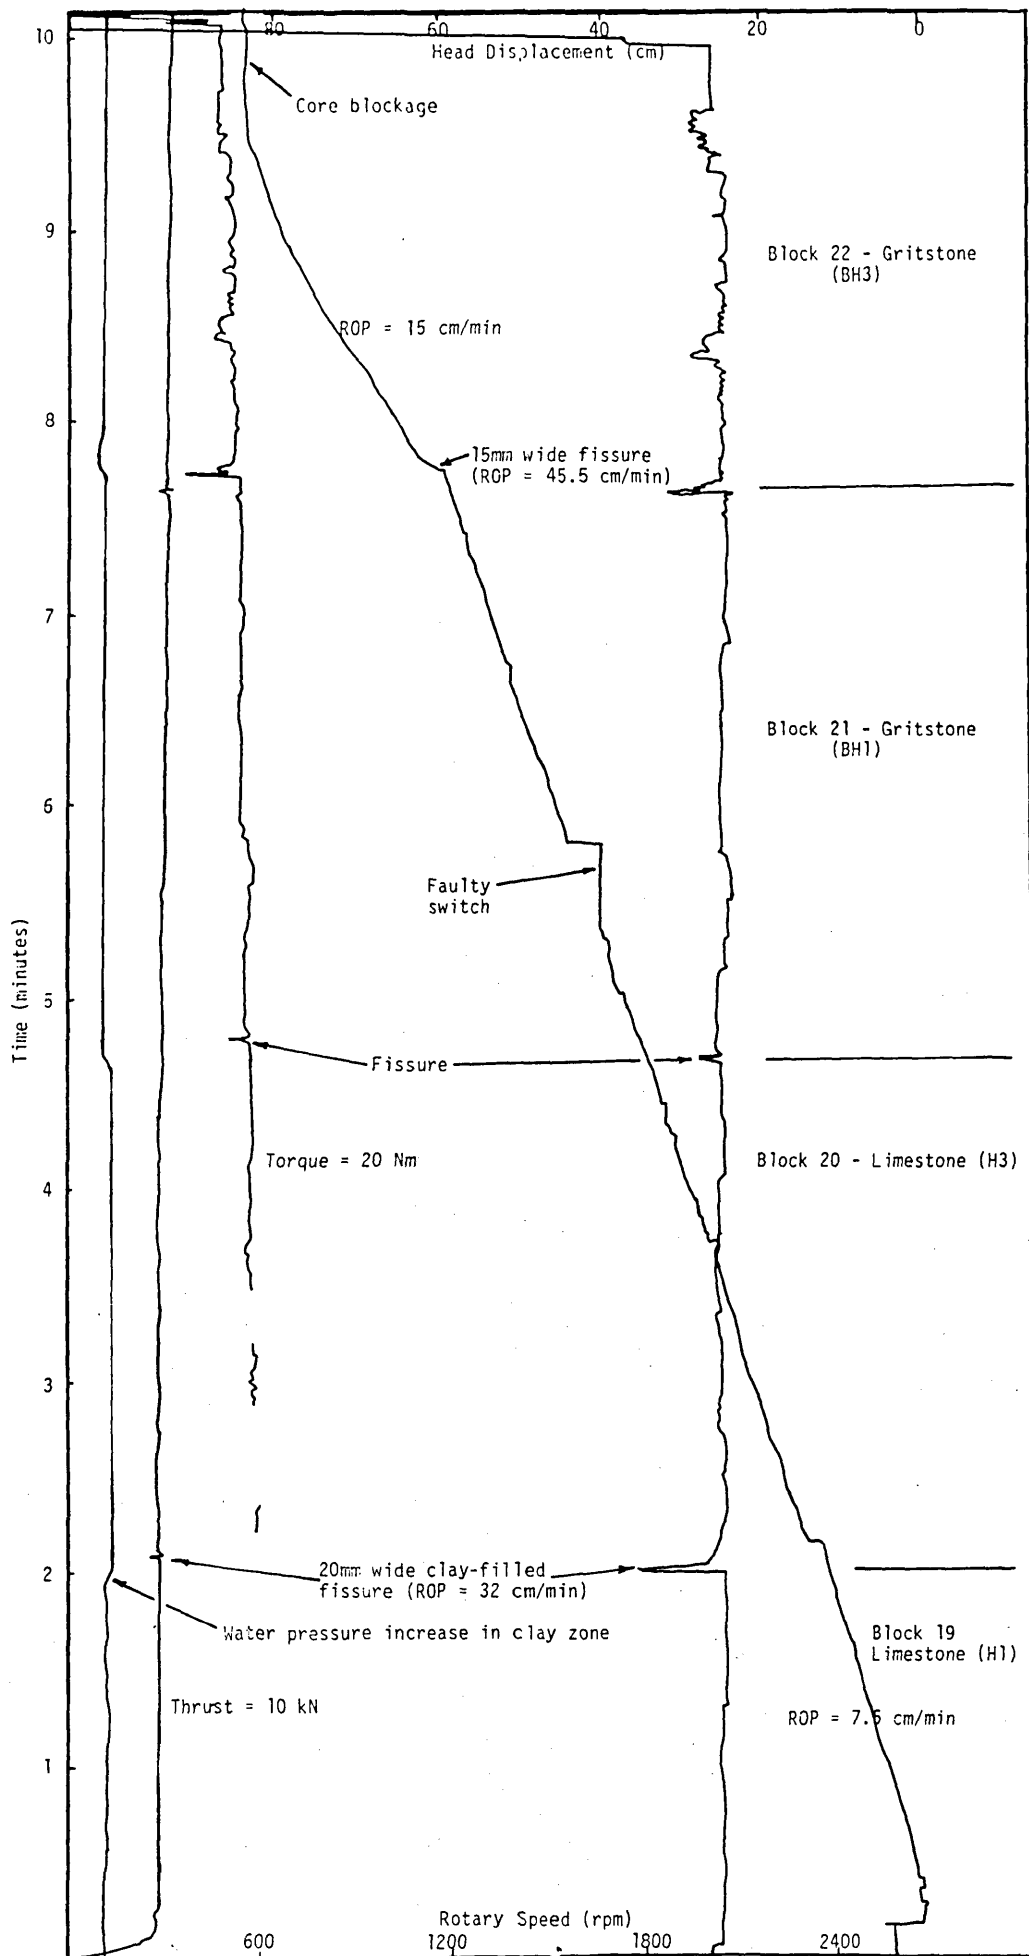 10
80
60
40
20
0
Head Displacement (cm)
Core blockage
9
Block 22 - Gritstone
(BH3)
ROP = 15 cm/min
8
15mm wide fissure
(ROP = 45.5 cm/min)
7
Block 21 - Gritstone
(BH1)
6
Faulty
switch
Time (minutes)
5
Fissure
Torque = 20 Nm
Block 20 - Limestone (H3)
4
3
2
20mm wide clay-filled
fissure (ROP = 32 cm/min)
Water pressure increase in clay zone
Block 19
Limestone (H1)
Thrust = 10 kN
ROP = 7.5 cm/min
1
Rotary Speed (rpm)
600
1200
1800
2400